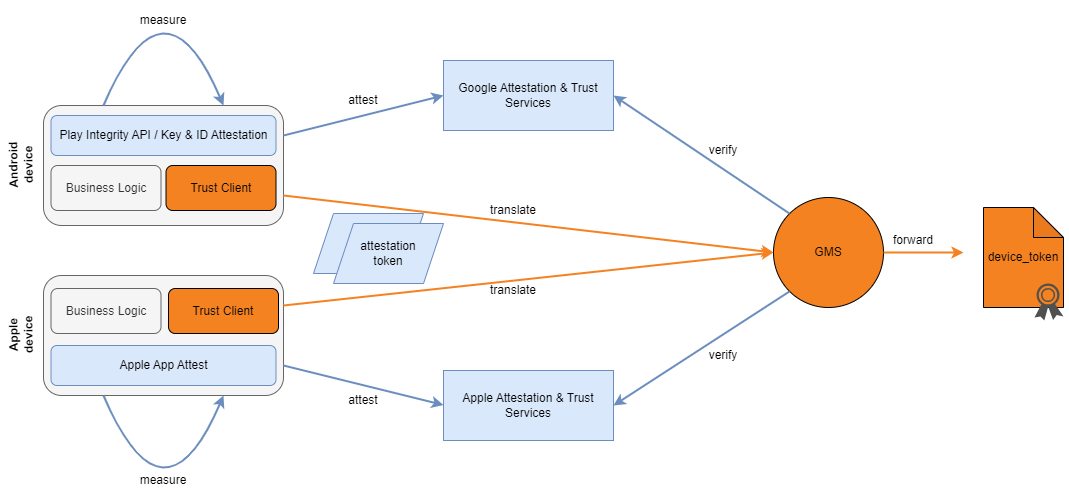 measure
Android
device
Play Integrity API / Key & ID Attestation
Business Logic
Trust Client
attest
Google Attestation & Trust
Services
verify
translate
attestation
token
GMS
forward
device_token
translate
Apple
device
Business Logic
Trust Client
Apple App Attest
attest
Apple Attestation & Trust
Services
verify
measure